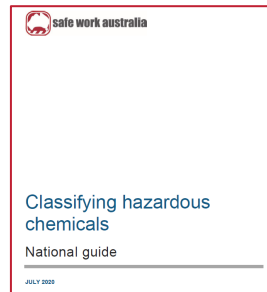 safe work australia
Classifying hazardous
chemicals
National guide
JULY 2020